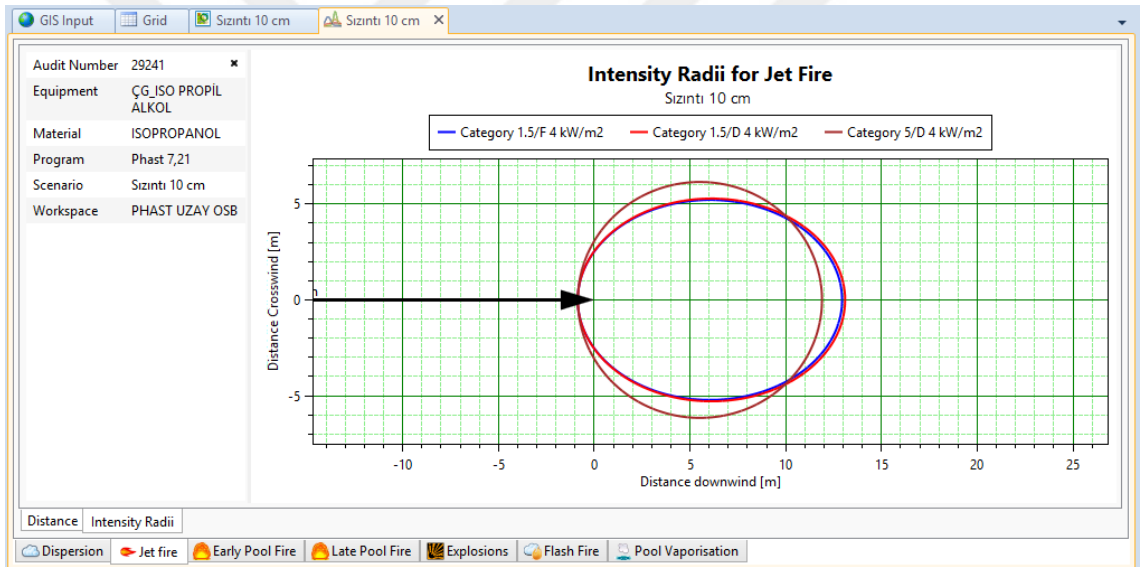 GIS Input
Grid
Sızıntı 10 cm
Sızıntı 10 cm
Audit Number 29241
Equipment ÇG_ISO PROPİL
ALKOL
Material ISOPROPANOL
Program Phast 7,21
Scenario Sızıntı 10 cm
Workspace PHAST UZAY OSB
Intensity Radii for Jet Fire
Sızıntı 10 cm
Category 1.5/F 4 kW/m2
Category 1.5/D 4 kW/m2
Category 5/D 4 kW/m2
Distance Crosswind [m]
5
0
-5
-10
-5
0
5
10
15
20
25
Distance downwind [m]
Distance
Intensity Radii
Dispersion
Jet fire
Early Pool Fire
Late Pool Fire
Explosions
Flash Fire
Pool Vaporisation